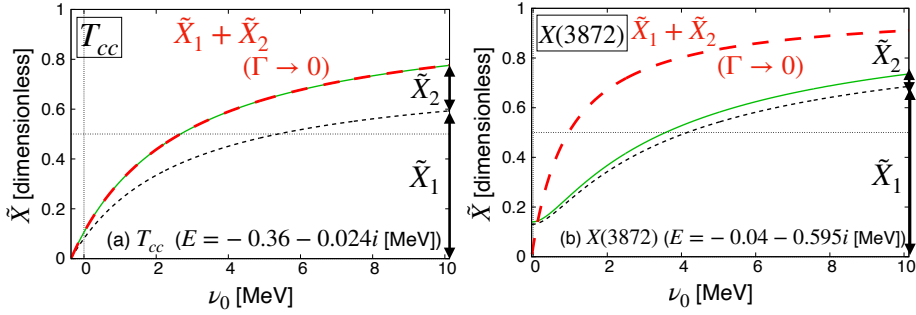 T_cc
X̃₁ + X̃₂
(Γ → 0)
X̃₂
X̃₁
X̃ [dimensionless]
1
0.8
0.6
0.4
0.2
0
(a) T_cc (E = − 0.36 − 0.024i [MeV])
0 2 4 6 8 10
ν₀ [MeV]
X(3872)
X̃₁ + X̃₂
(Γ → 0)
X̃₂
X̃₁
X̃ [dimensionless]
1
0.8
0.6
0.4
0.2
0
(b) X(3872) (E = − 0.04 − 0.595i [MeV])
0 2 4 6 8 10
ν₀ [MeV]